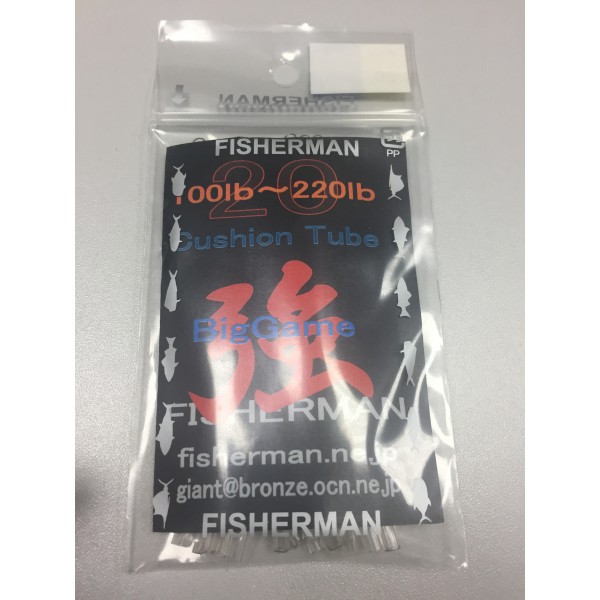 FISHERMAN
FISHERMAN
PP
20
100lb～220lb
Cushion Tube
強
BigGame
FISHERMAN
fisherman.ne.jp
giant@bronze.ocn.ne.jp
FISHERMAN